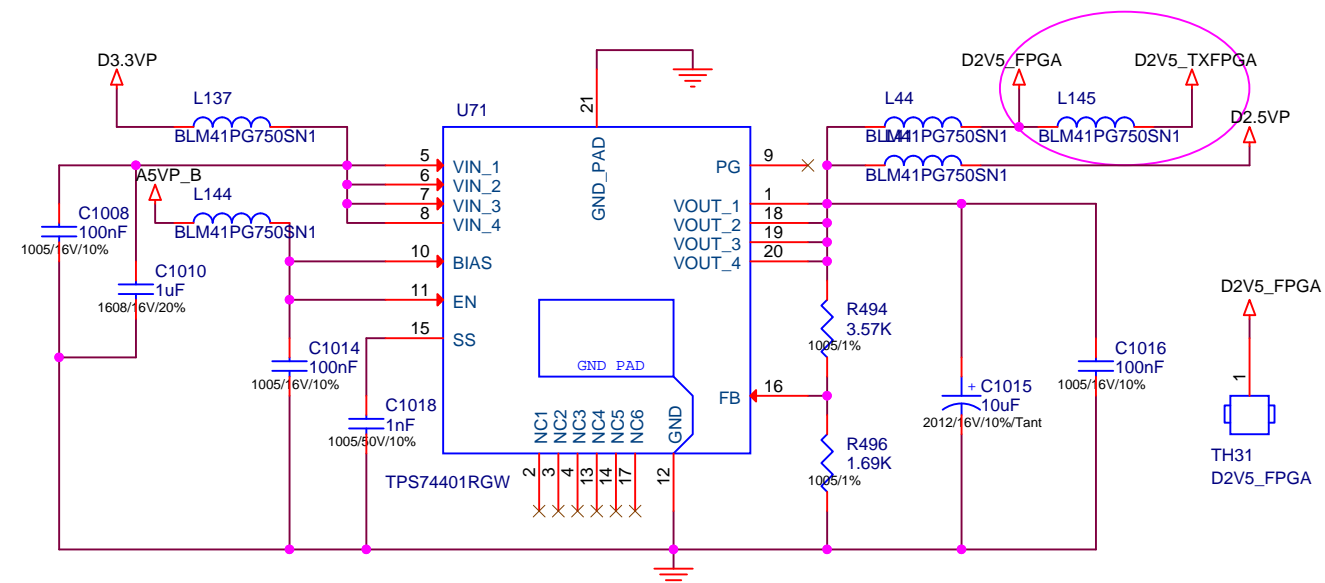 D3.3VP
L137
BLM41PG750SN1
A5VP_B
L144
BLM41PG750SN1
C1008
100nF
1005/16V/10%
C1010
1uF
1608/16V/20%
C1014
100nF
1005/16V/10%
C1018
1nF
1005/50V/10%
U71
21
GND_PAD
5
VIN_1
6
VIN_2
7
VIN_3
8
VIN_4
10
BIAS
11
EN
15
SS
PG
9
VOUT_1
1
VOUT_2
18
VOUT_3
19
VOUT_4
20
FB
16
GND PAD
NC1
NC2
NC3
NC4
NC5
NC6
GND
2
3
4
13
14
17
12
TPS74401RGW
D2V5_FPGA
D2V5_TXFPGA
L44
BLM41PG750SN1
L145
BLM41PG750SN1
D2.5VP
BLM41PG750SN1
R494
3.57K
1005/1%
R496
1.69K
1005/1%
+
C1015
10uF
2012/16V/10%/Tant
C1016
100nF
1005/16V/10%
D2V5_FPGA
1
TH31
D2V5_FPGA